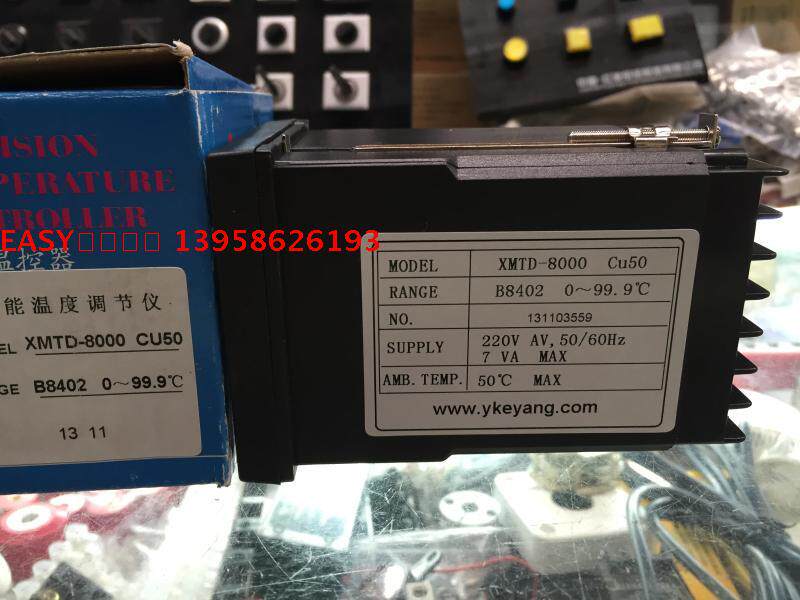 ISION
PERATURE
TROLLER
EASY 13958626193
温控器
能温度调节仪
EL XMTD-8000 CU50
GE B8402 0～99.9℃
13 11
MODEL XMTD-8000 Cu50
RANGE B8402 0～99.9℃
NO. 131103559
SUPPLY 220V AV, 50/60Hz
7 VA MAX
AMB. TEMP. 50℃ MAX
www.ykeyang.com